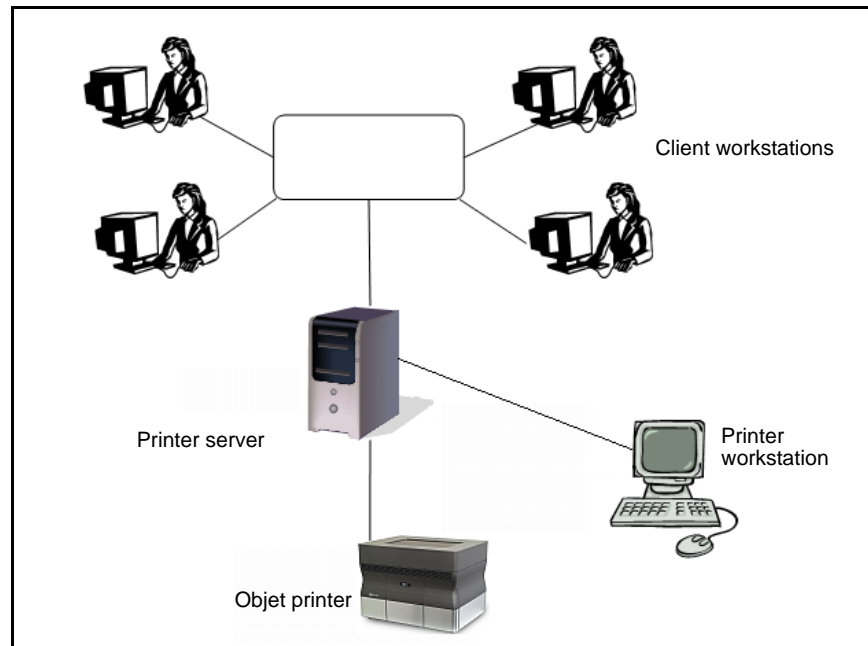 Client workstations
Printer server
Printer
workstation
Objet printer